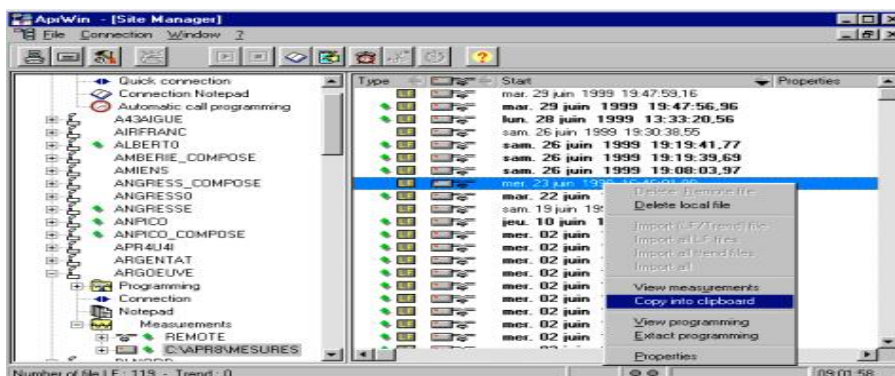 AprWin - [Site Manager]
File Connection Window ?
Quick connection
Connection Notepad
Automatic call programming
A43AIGUE
AIRFRANC
ALBERTO
AMBERIE_COMPOSE
AMIENS
ANGRESS_COMPOSE
ANGRESSO
ANGRESSE
ANPICO
ANPICO_COMPOSE
APR4U4I
ARGENTAT
ARGOEUVE
Programming
Connection
Notepad
Measurements
REMOTE
C:\APR8\MESURES
Type Start Properties
mar. 29 juin 1999 19:47:59,16
mar. 29 juin 1999 19:47:56,96
lun. 28 juin 1999 13:33:20,56
sam. 26 juin 1999 19:30:38,55
sam. 26 juin 1999 19:19:41,77
sam. 26 juin 1999 19:19:39,69
sam. 26 juin 1999 19:08:03,97
mer. 23 juin 1999
mar. 22 juin
sam. 19 juin
jeu. 10 juin
mer. 02 juin
mer. 02 juin
mer. 02 juin
mer. 02 juin
mer. 02 juin
mer. 02 juin
mer. 02 juin
mer. 02 juin
Delete Remote file
Delete local file
Import (LF/Trend) file
Import all LF files
Import all trend files
Import all
View measurements
Copy into clipboard
View programming
Extract programming
Properties
Number of file LF : 119 - Trend : 0
09:01:58